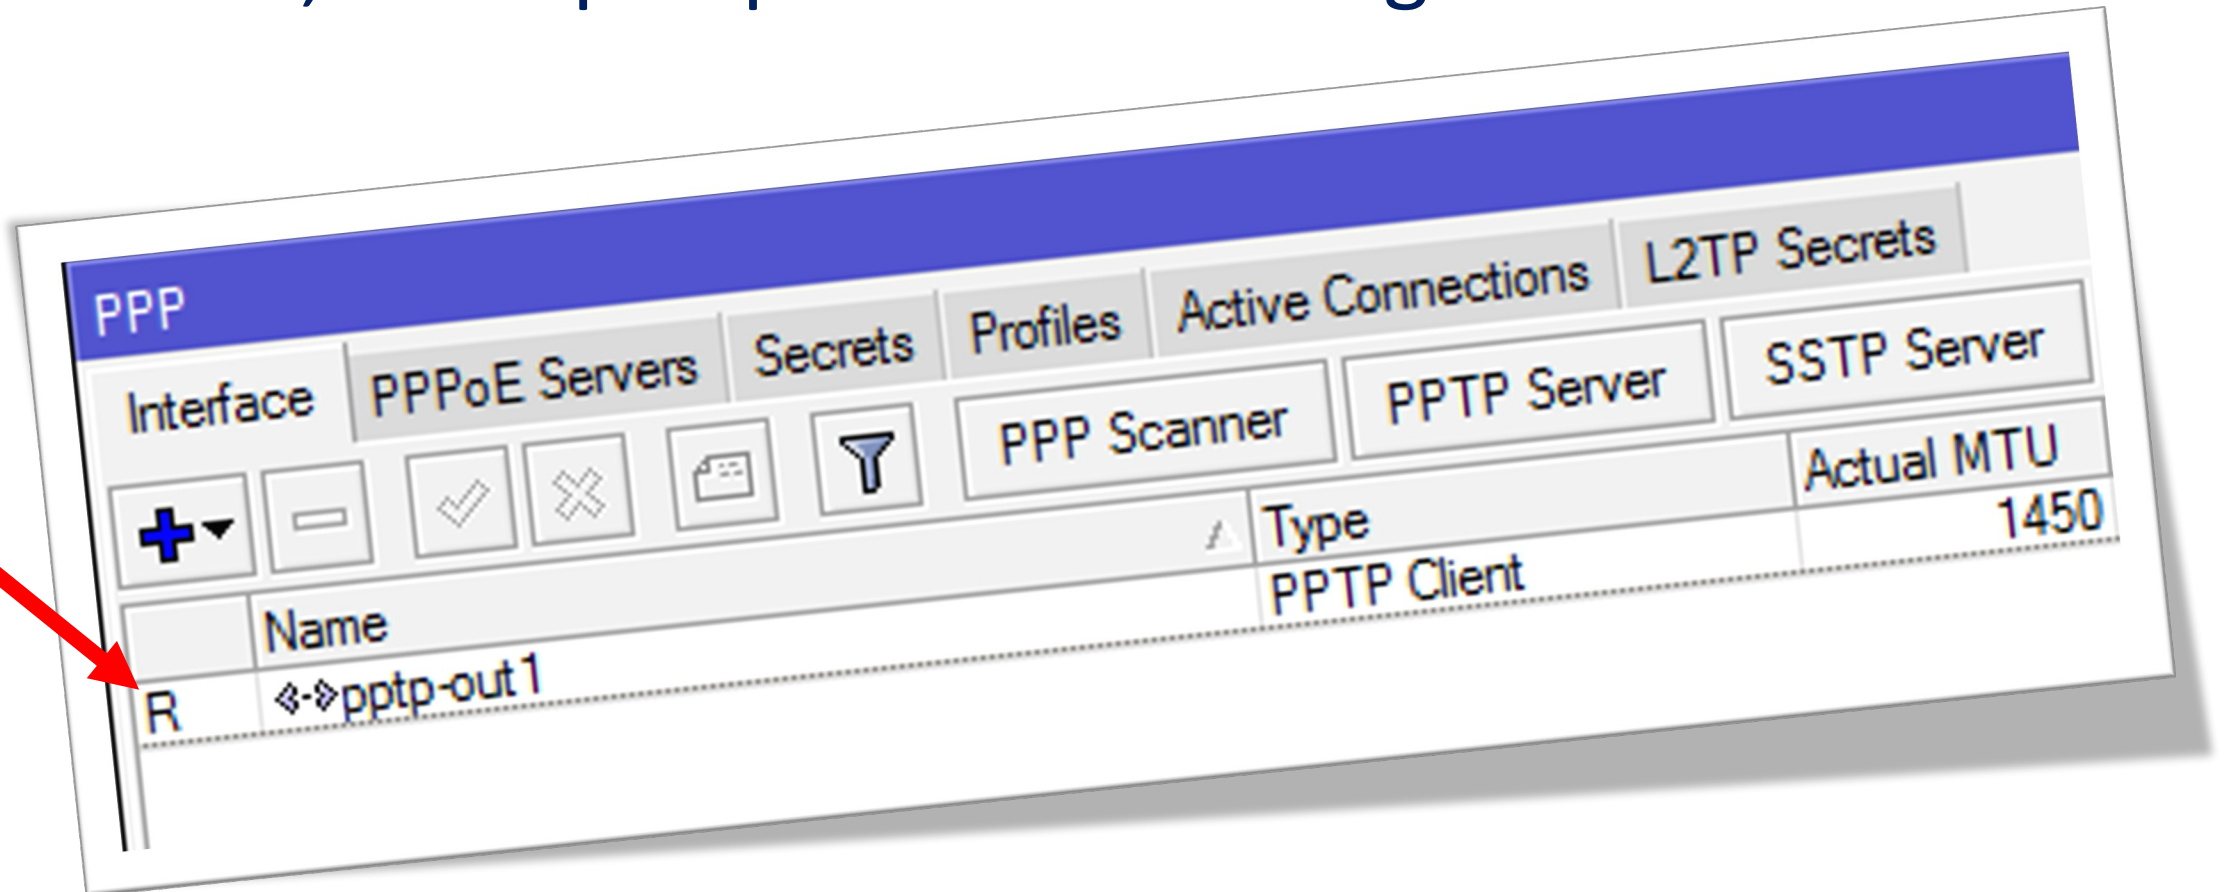 PPP
Interface PPPoE Servers Secrets Profiles Active Connections L2TP Secrets
PPP Scanner PPTP Server SSTP Server
Name Type Actual MTU
R pptp-out1 PPTP Client 1450